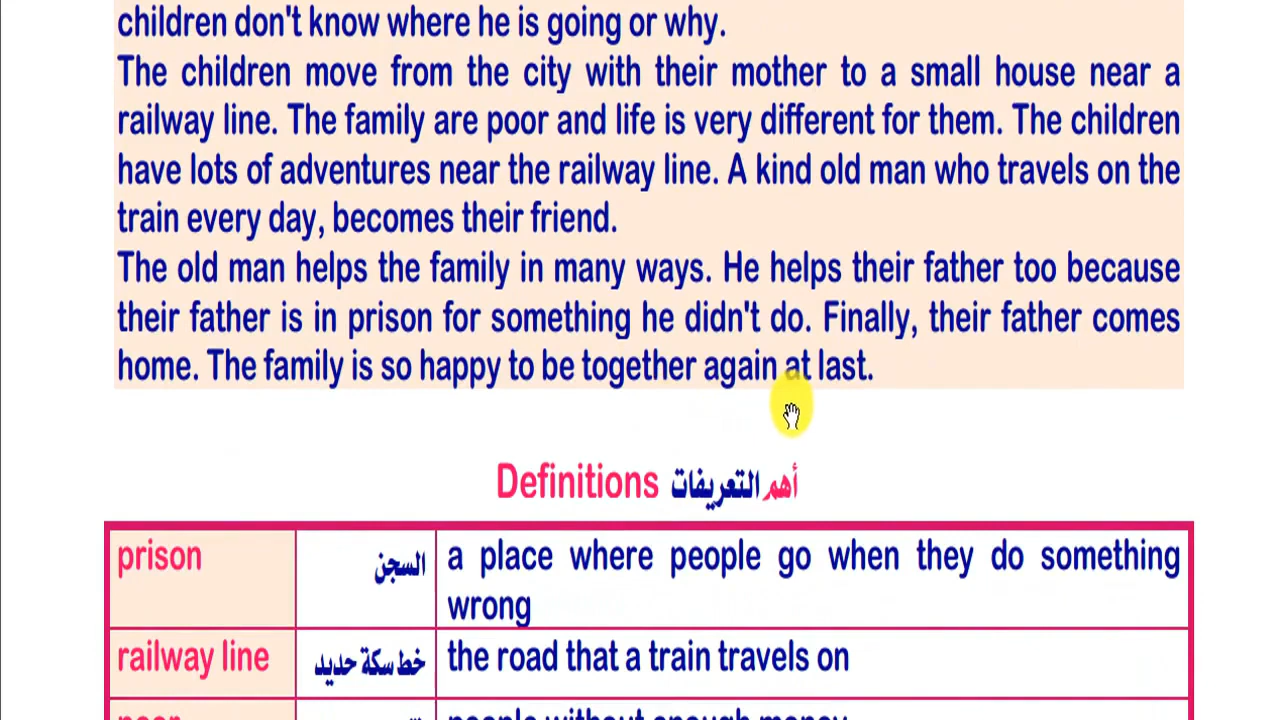 children don't know where he is going or why.
The children move from the city with their mother to a small house near a
railway line. The family are poor and life is very different for them. The children
have lots of adventures near the railway line. A kind old man who travels on the
train every day, becomes their friend.
The old man helps the family in many ways. He helps their father too because
their father is in prison for something he didn't do. Finally, their father comes
home. The family is so happy to be together again at last.
Definitions أهم التعريفات
prison السجن a place where people go when they do something
wrong
railway line خط سكة حديد the road that a train travels on
poor people without enough money